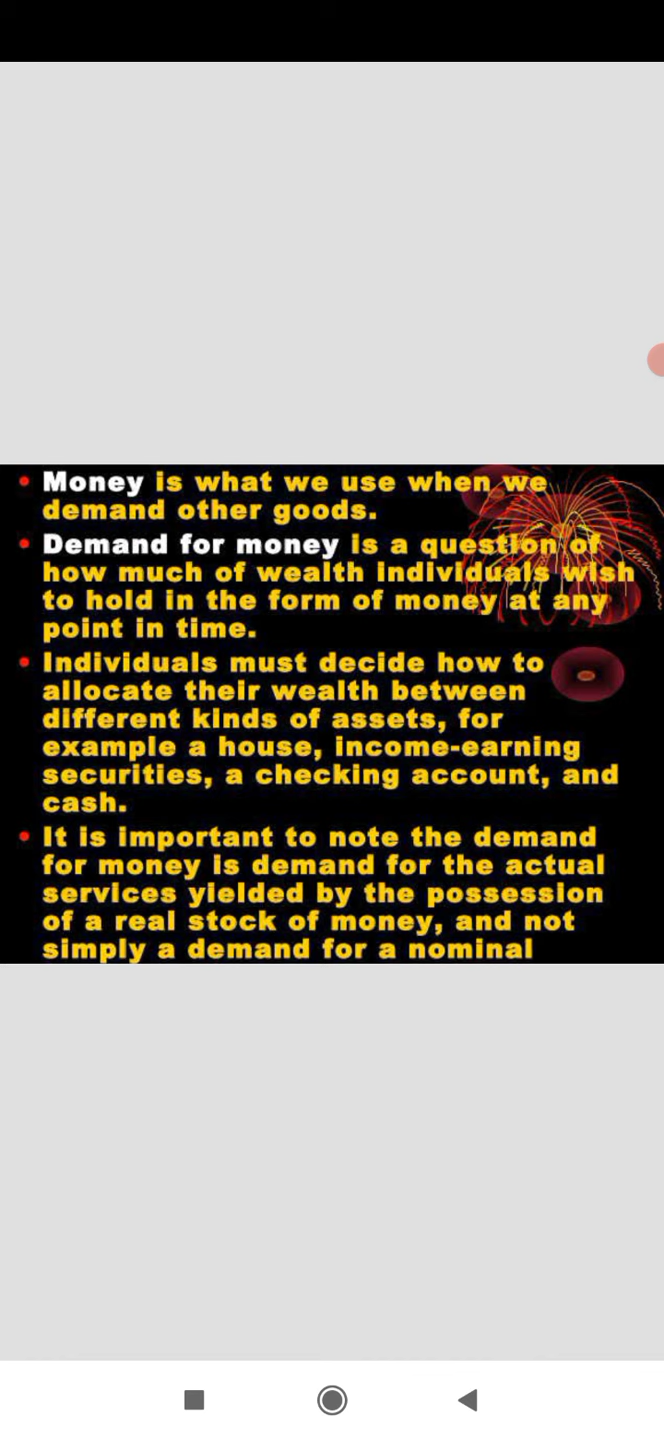 • Money is what we use when we
demand other goods.
• Demand for money is a question of
how much of wealth individuals wish
to hold in the form of money at any
point in time.
• Individuals must decide how to
allocate their wealth between
different kinds of assets, for
example a house, income-earning
securities, a checking account, and
cash.
• It is important to note the demand
for money is demand for the actual
services yielded by the possession
of a real stock of money, and not
simply a demand for a nominal